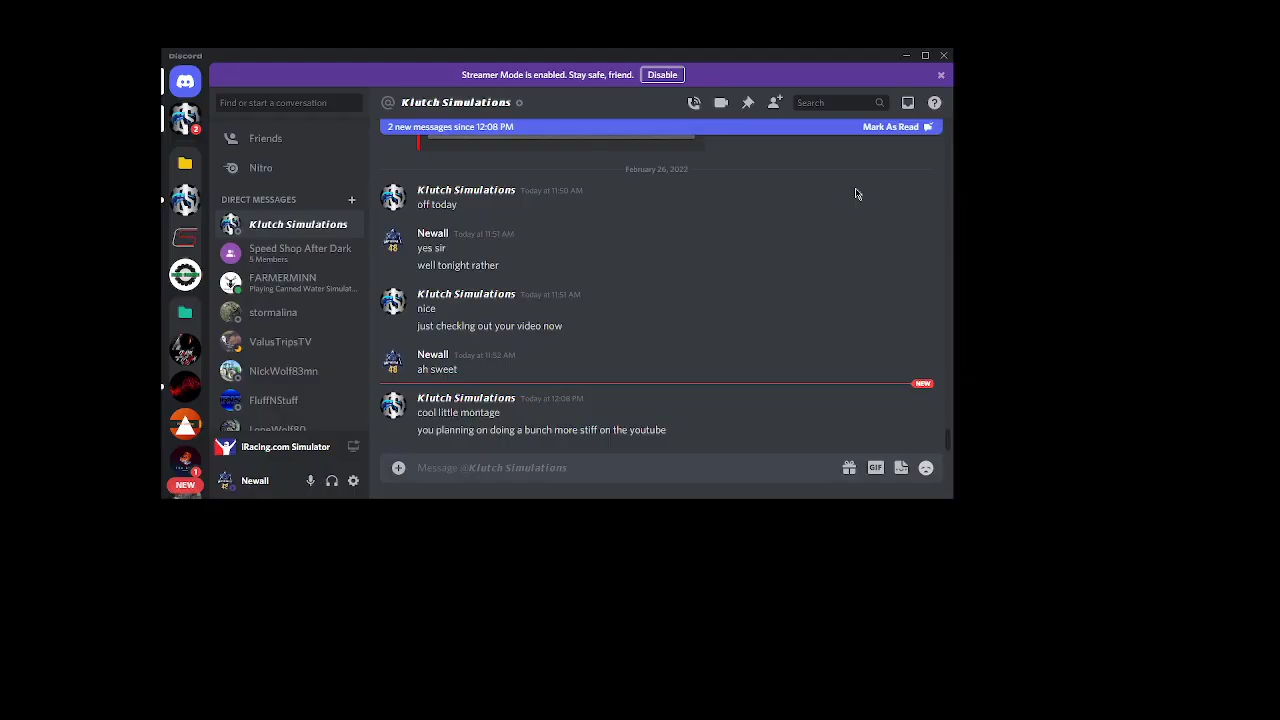 Discord
Streamer Mode is enabled. Stay safe, friend. Disable
Find or start a conversation
Klutch Simulations
Search
2 new messages since 12:08 PM
Mark As Read
Friends
Nitro
DIRECT MESSAGES
Klutch Simulations
Speed Shop After Dark
5 Members
FARMERMINN
Playing Canned Water Simulat...
stormalina
ValusTripsTV
NickWolf83mn
FluffNStuff
LoneWolf80
iRacing.com Simulator
Newall
2
1
NEW
February 26, 2022
Klutch Simulations Today at 11:50 AM
off today
Newall Today at 11:51 AM
yes sir
well tonight rather
Klutch Simulations Today at 11:51 AM
nice
just checking out your video now
Newall Today at 11:52 AM
ah sweet
NEW
Klutch Simulations Today at 12:08 PM
cool little montage
you planning on doing a bunch more stiff on the youtube
Message @Klutch Simulations
GIF